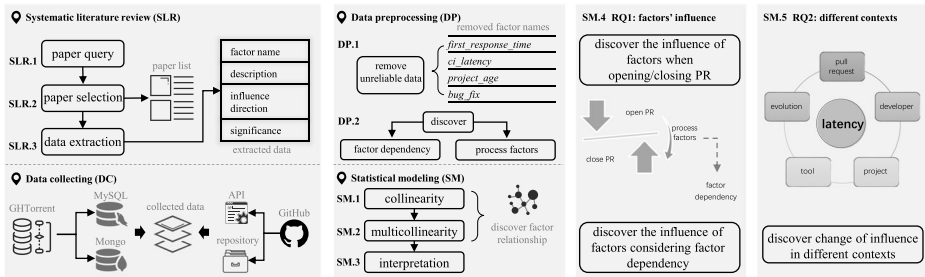 Systematic literature review (SLR)
SLR.1
paper query
SLR.2
paper selection
SLR.3
data extraction
paper list
factor name
description
influence
direction
significance
extracted data
Data collecting (DC)
GHTorrent
MySQL
Mongo
collected data
API
repository
GitHub
Data preprocessing (DP)
removed factor names
DP.1
remove
unreliable data
first_response_time
ci_latency
project_age
bug_fix
DP.2
discover
factor dependency
process factors
Statistical modeling (SM)
SM.1
collinearity
SM.2
multicollinearity
SM.3
interpretation
discover factor
relationship
SM.4 RQ1: factors' influence
discover the influence of
factors when
opening/closing PR
open PR
process
factors
close PR
factor
dependency
discover the influence of
factors considering factor
dependency
SM.5 RQ2: different contexts
pull
request
evolution
developer
latency
tool
project
discover change of influence
in different contexts